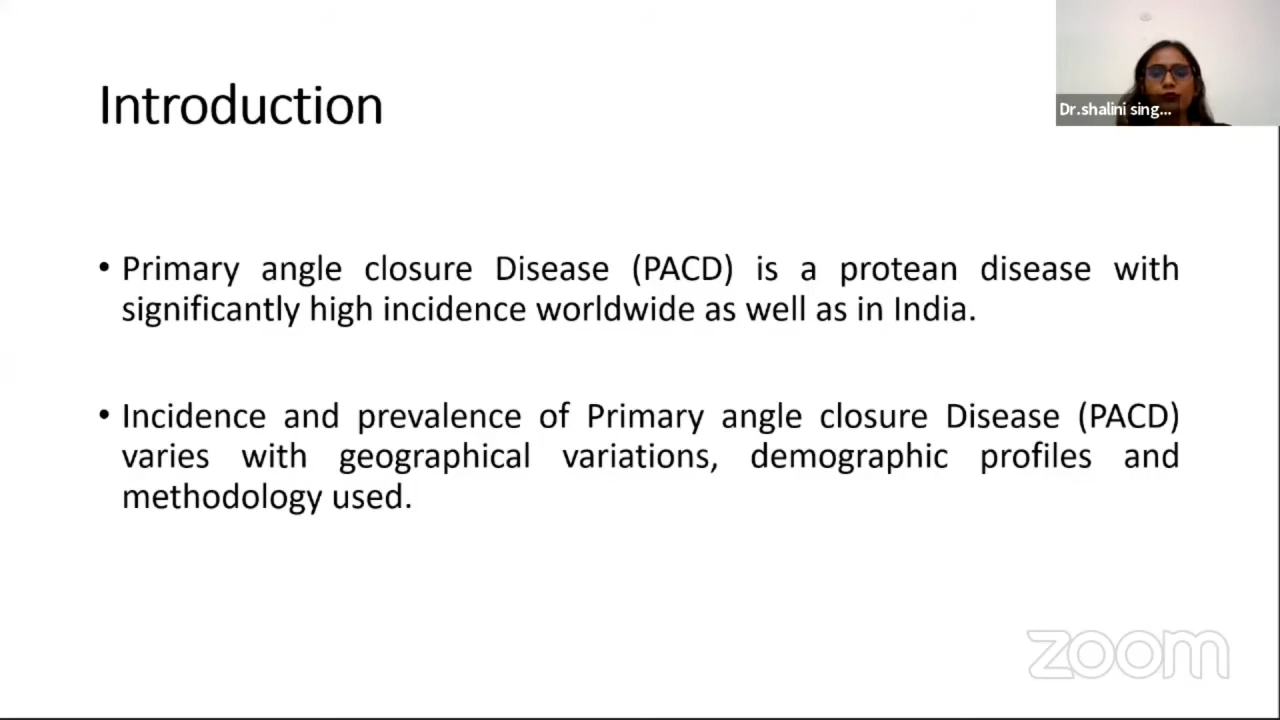 Introduction
Dr.shalini sing...
• Primary angle closure Disease (PACD) is a protean disease with
significantly high incidence worldwide as well as in India.
• Incidence and prevalence of Primary angle closure Disease (PACD)
varies with geographical variations, demographic profiles and
methodology used.
zoom